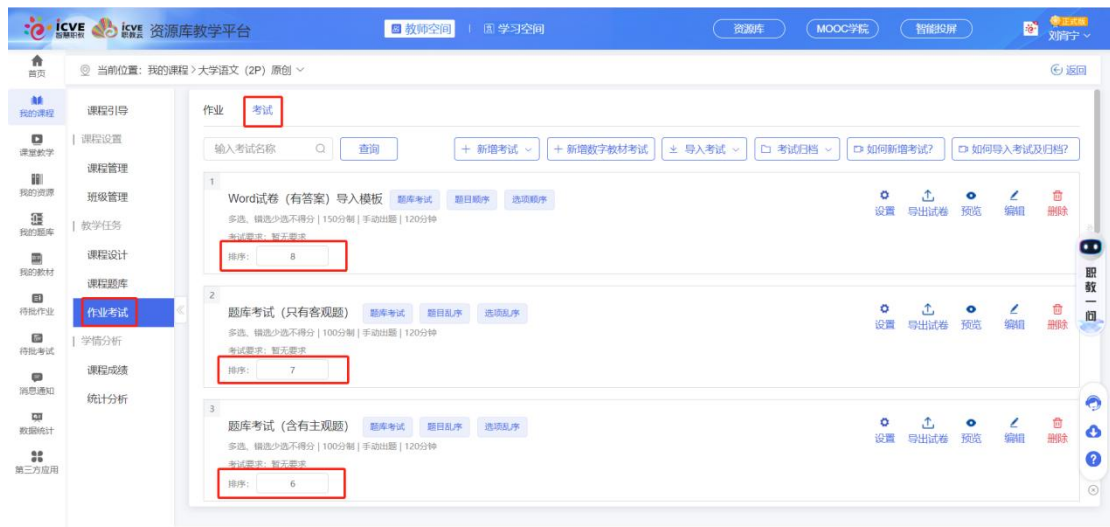 icve 智慧职教 icve 职教云 资源库教学平台 教师空间 学习空间 资源库 MOOC学院 智能投屏 正式版 刘宵宁
首页 当前位置：我的课程>大学语文（2P）原创 返回
我的课程
课堂教学
我的资源
我的题库
我的教材
待批作业
待批考试
消息通知
数据统计
第三方应用
课程引导
课程设置
课程管理
班级管理
教学任务
课程设计
课程题库
作业考试
学情分析
课程成绩
统计分析
作业 考试
输入考试名称 查询 + 新增考试 + 新增数字教材考试 导入考试 考试归档 如何新增考试? 如何导入考试及归档?
1
Word试卷（有答案）导入模板 题库考试 题目顺序 选项顺序 设置 导出试卷 预览 编辑 删除
多选、错选少选不得分 | 150分制 | 手动出题 | 120分钟
考试要求：暂无要求
排序： 8
2
题库考试（只有客观题） 题库考试 题目乱序 选项乱序 设置 导出试卷 预览 编辑 删除
多选、错选少选不得分 | 100分制 | 手动出题 | 120分钟
考试要求：暂无要求
排序： 7
3
题库考试（含有主观题） 题库考试 题目乱序 选项乱序 设置 导出试卷 预览 编辑 删除
多选、错选少选不得分 | 100分制 | 手动出题 | 120分钟
考试要求：暂无要求
排序： 6
职教一问